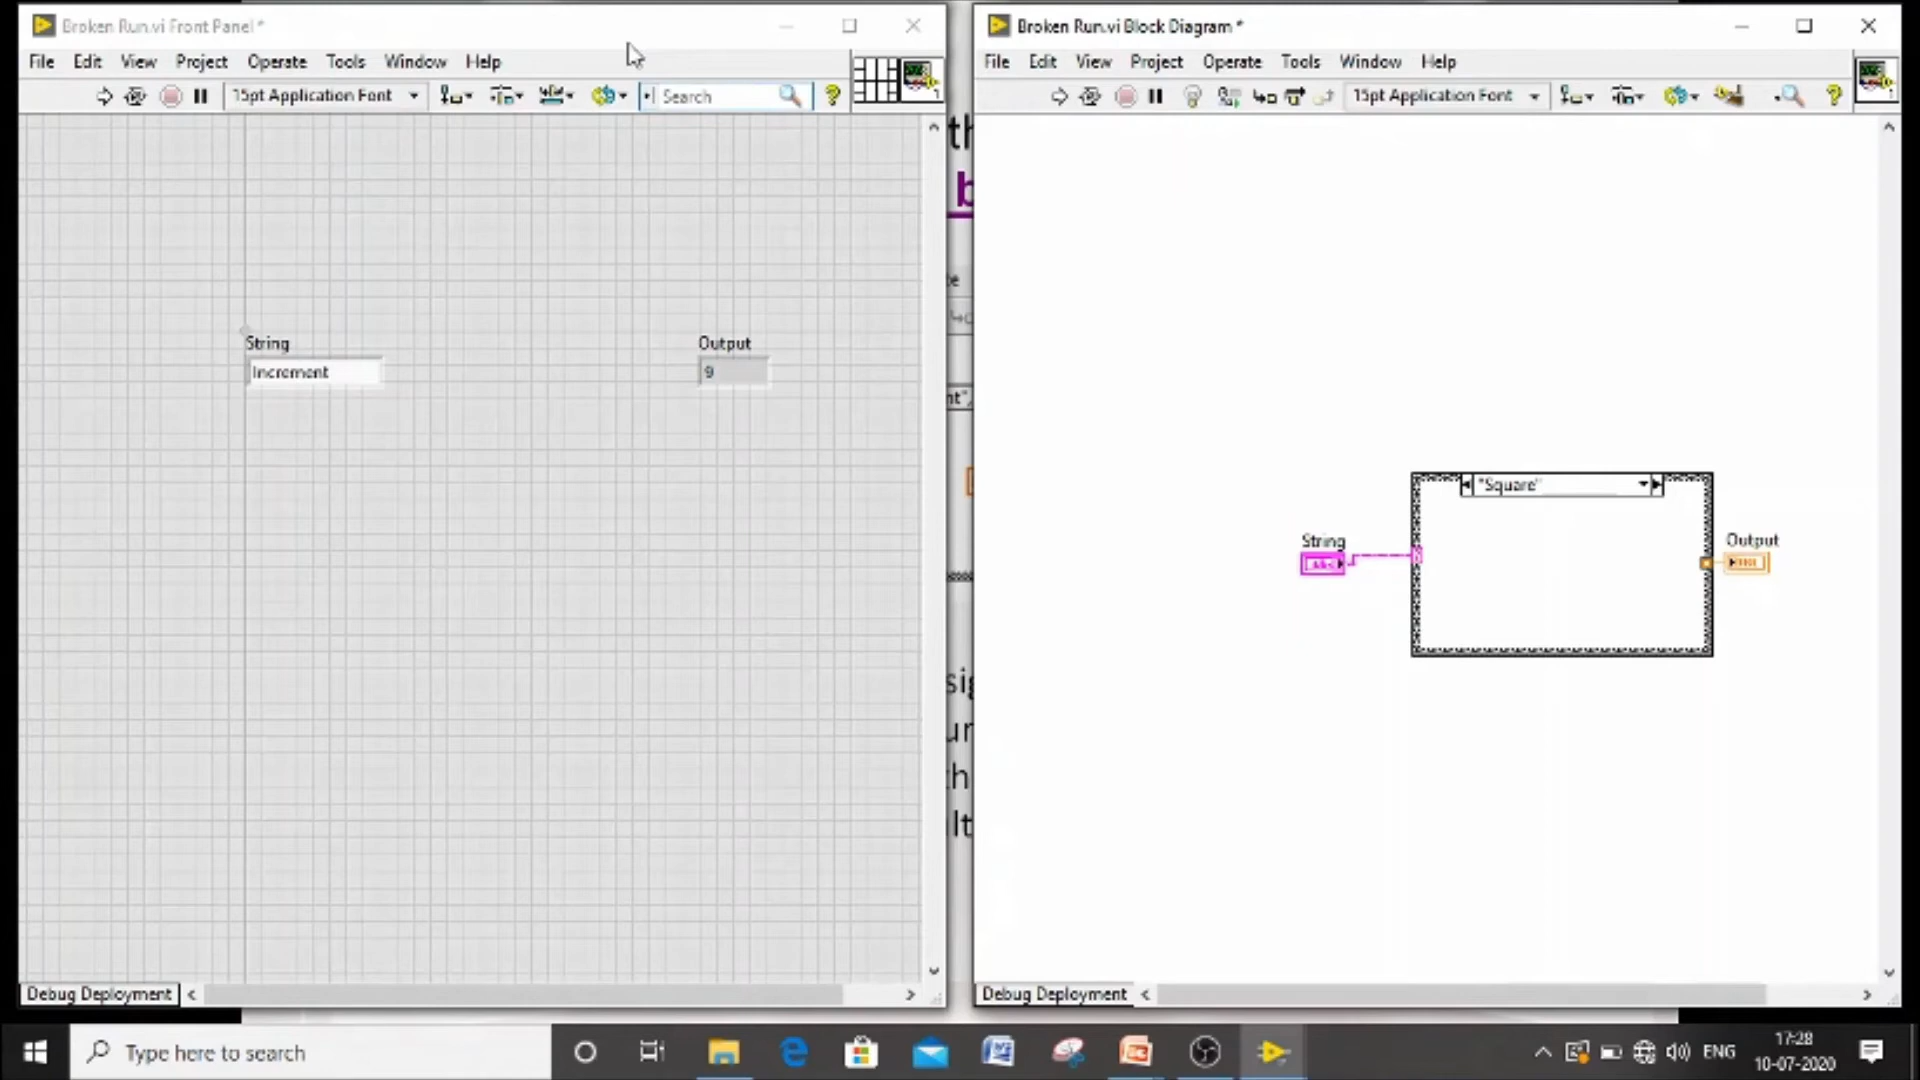 Broken Run.vi Front Panel *
File Edit View Project Operate Tools Window Help
15pt Application Font
Search
?
String
Increment
Output
9
Debug Deployment
Broken Run.vi Block Diagram *
File Edit View Project Operate Tools Window Help
15pt Application Font
?
"Square"
String
Output
Debug Deployment
Type here to search
ENG
17:28
10-07-2020